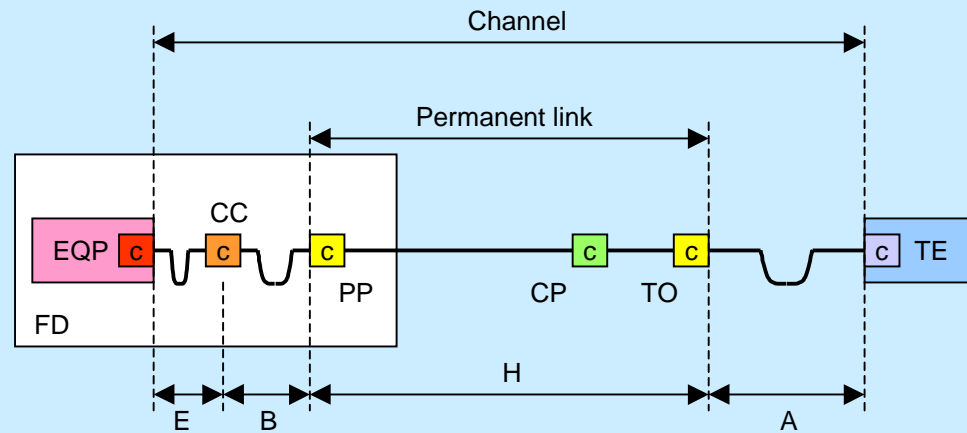 Channel
Permanent link
CC
EQP c c c c c c TE
PP CP TO
FD
H
E B A